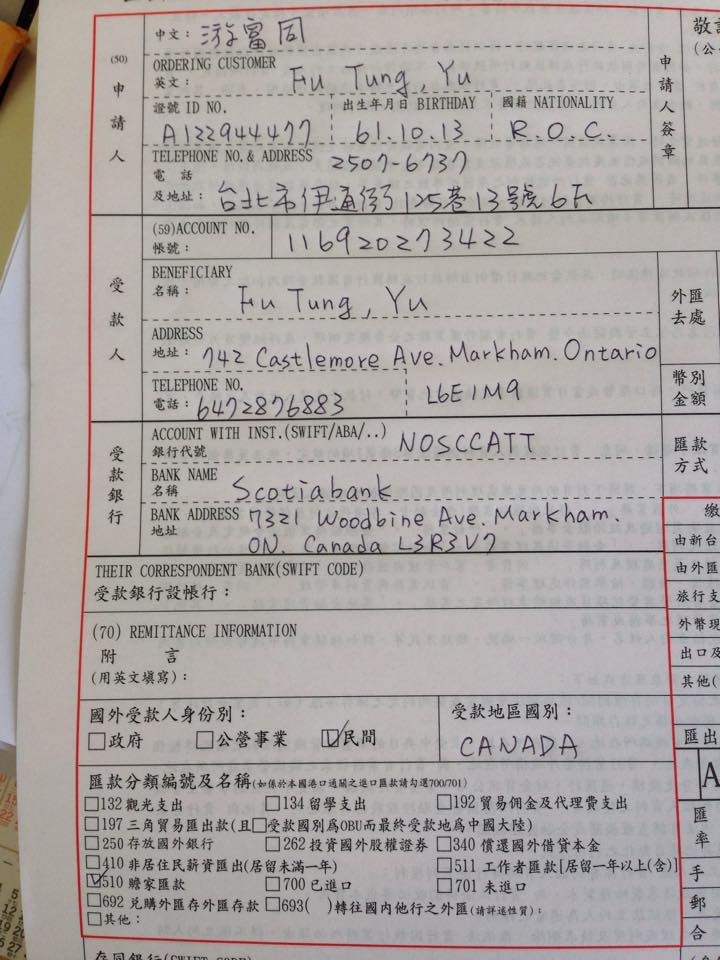 (50)
申請人
中文：游富同
ORDERING CUSTOMER
英文： Fu Tung, Yu
證號 ID NO. 出生年月日 BIRTHDAY 國籍 NATIONALITY
A122944477 61.10.13 R.O.C.
TELEPHONE NO.& ADDRESS 2507-6737
電話
及地址：台北市伊通街125巷13號6F
申請人簽章
受款人
(59)ACCOUNT NO.
帳號： 116920273422
BENEFICIARY
名稱： Fu Tung, Yu
ADDRESS
地址： 742 Castlemore Ave. Markham. Ontario
TELEPHONE NO.
電話： 6472876883 L6E1M9
外匯去處
幣別金額
受款銀行
ACCOUNT WITH INST.(SWIFT/ABA/..) NOSCCATT
銀行代號
BANK NAME
名稱 Scotiabank
BANK ADDRESS 7321 Woodbine Ave. Markham.
地址 ON. Canada L3R3V7
匯款方式
THEIR CORRESPONDENT BANK(SWIFT CODE)
受款銀行設帳行：
(70) REMITTANCE INFORMATION
附言
(用英文填寫)：
繳
由新台
由外匯
旅行支
外幣現
出口及
其他(
國外受款人身份別：
□政府 □公營事業 ☑民間
受款地區國別：
CANADA
匯款分類編號及名稱(如係於本國港口通關之進口匯款請勾選700/701)
□132 觀光支出 □134 留學支出 □192 貿易佣金及代理費支出
□197 三角貿易匯出款(且□受款國別為OBU而最終受款地為中國大陸)
□250 存放國外銀行 □262 投資國外股權證券 □340 償還國外借貸本金
□410 非居住民薪資匯出(居留未滿一年) □511 工作者匯款[居留一年以上(含)]
☑510 贍家匯款 □700 已進口 □701 未進口
□692 兌購外匯存外匯存款 □693( )轉往國內他行之外匯(請詳述性質)：
□其他：
匯出
A
匯率
手
郵
合